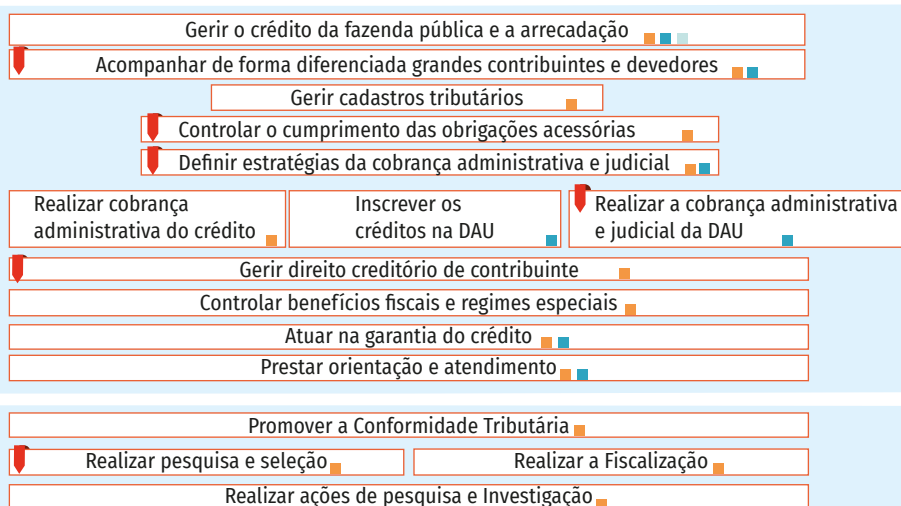 Gerir o crédito da fazenda pública e a arrecadação
Acompanhar de forma diferenciada grandes contribuintes e devedores
Gerir cadastros tributários
Controlar o cumprimento das obrigações acessórias
Definir estratégias da cobrança administrativa e judicial
Realizar cobrança
administrativa do crédito
Inscrever os
créditos na DAU
Realizar a cobrança administrativa
e judicial da DAU
Gerir direito creditório de contribuinte
Controlar benefícios fiscais e regimes especiais
Atuar na garantia do crédito
Prestar orientação e atendimento
Promover a Conformidade Tributária
Realizar pesquisa e seleção
Realizar a Fiscalização
Realizar ações de pesquisa e Investigação